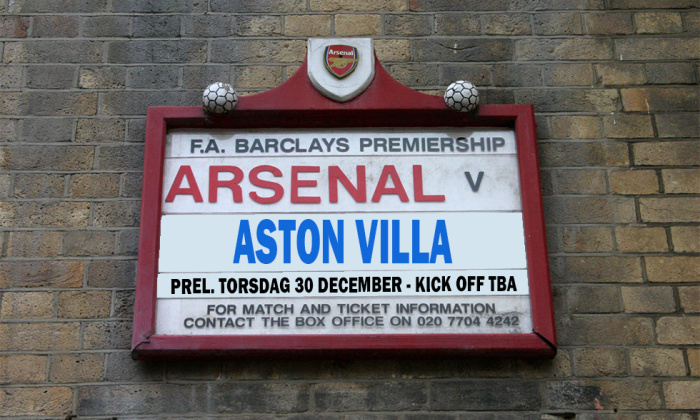 Arsenal
F.A. BARCLAYS PREMIERSHIP
ARSENAL V
ASTON VILLA
PREL. TORSDAG 30 DECEMBER - KICK OFF TBA
FOR MATCH AND TICKET INFORMATION
CONTACT THE BOX OFFICE ON 020 7704 4242